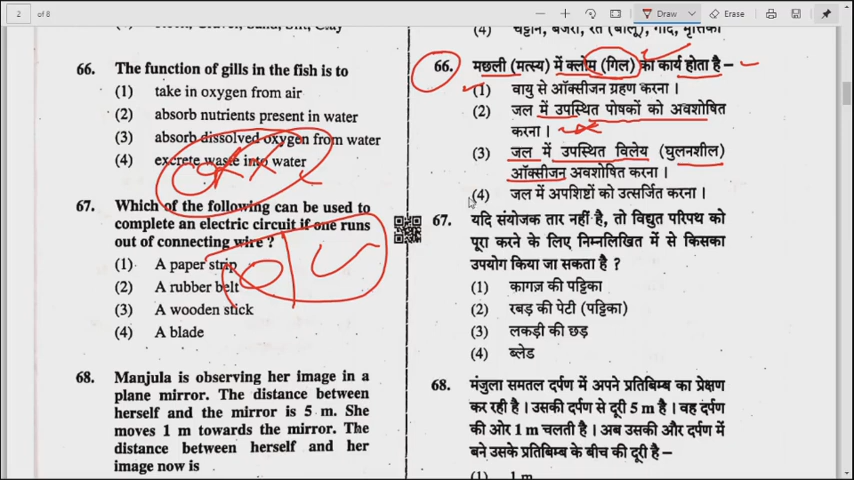 2 of 8
Draw
Erase
66. The function of gills in the fish is to
(1) take in oxygen from air
(2) absorb nutrients present in water
(3) absorb dissolved oxygen from water
(4) excrete waste into water
67. Which of the following can be used to
complete an electric circuit if one runs
out of connecting wire ?
(1) A paper strip
(2) A rubber belt
(3) A wooden stick
(4) A blade
68. Manjula is observing her image in a
plane mirror. The distance between
herself and the mirror is 5 m. She
moves 1 m towards the mirror. The
distance between herself and her
image now is
(4) चट्टान, बजरी, रेत (बालू), गाद, मृत्तिका
66. मछली (मत्स्य) में क्लोम (गिल) का कार्य होता है –
(1) वायु से ऑक्सीजन ग्रहण करना ।
(2) जल में उपस्थित पोषकों को अवशोषित
करना ।
(3) जल में उपस्थित विलेय (घुलनशील)
ऑक्सीजन अवशोषित करना ।
(4) जल में अपशिष्टों को उत्सर्जित करना ।
67. यदि संयोजक तार नहीं है, तो विद्युत परिपथ को
पूरा करने के लिए निम्नलिखित में से किसका
उपयोग किया जा सकता है ?
(1) कागज़ की पट्टिका
(2) रबड़ की पेटी (पट्टिका)
(3) लकड़ी की छड़
(4) ब्लेड
68. मंजुला समतल दर्पण में अपने प्रतिबिम्ब का प्रेक्षण
कर रही है । उसकी दर्पण से दूरी 5 m है । वह दर्पण
की ओर 1 m चलती है । अब उसकी और दर्पण में
बने उसके प्रतिबिम्ब के बीच की दूरी है –
(1) 1 m